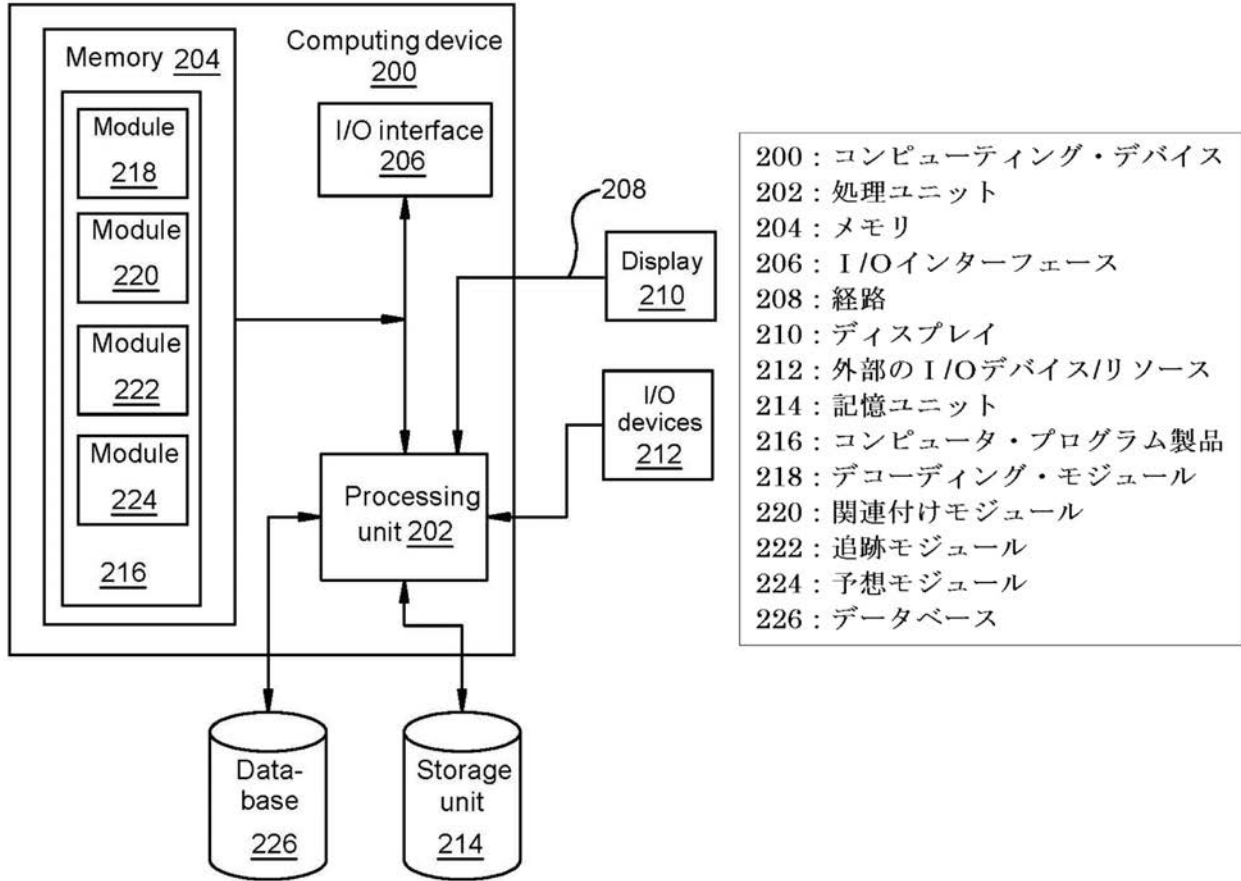 Memory 204
Computing device
200
Module
218
Module
220
Module
222
Module
224
216
I/O interface
206
208
Display
210
I/O
devices
212
Processing
unit 202
Data-
base
226
Storage
unit
214
200：コンピューティング・デバイス
202：処理ユニット
204：メモリ
206：Ｉ/Ｏインターフェース
208：経路
210：ディスプレイ
212：外部のＩ/Ｏデバイス/リソース
214：記憶ユニット
216：コンピュータ・プログラム製品
218：デコーディング・モジュール
220：関連付けモジュール
222：追跡モジュール
224：予想モジュール
226：データベース